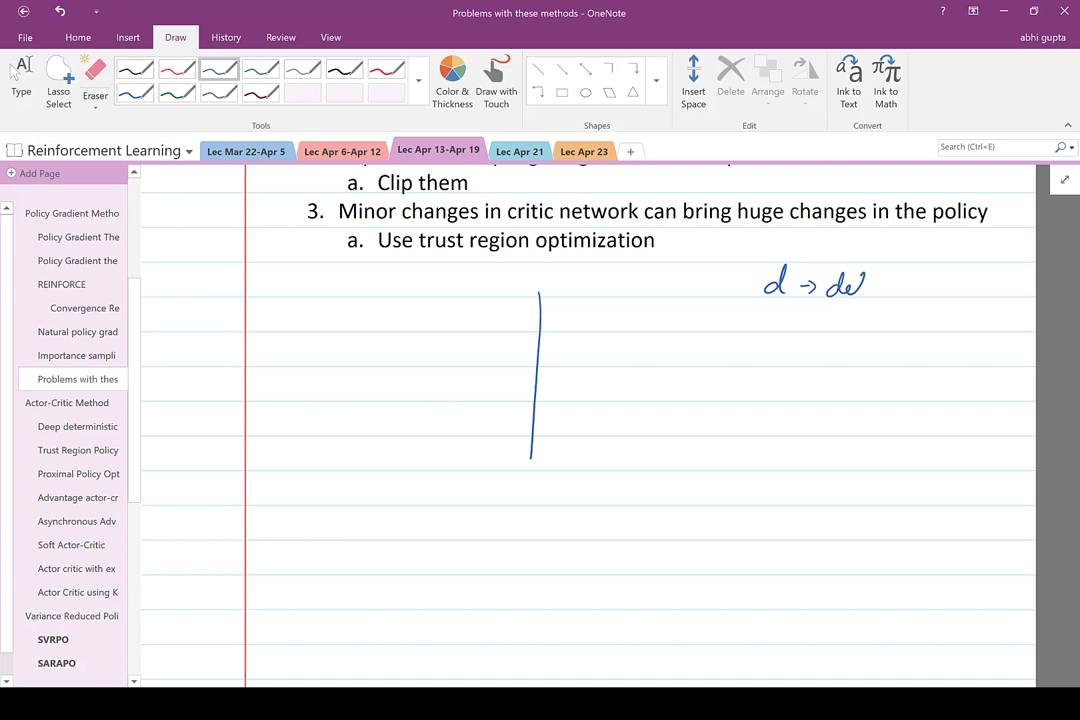 Problems with these methods - OneNote
?
File
Home
Insert
Draw
History
Review
View
abhi gupta
Type
Lasso
Select
Eraser
Color &
Thickness
Draw with
Touch
Insert
Space
Delete
Arrange
Rotate
Ink to
Text
Ink to
Math
Tools
Shapes
Edit
Convert
Reinforcement Learning
Lec Mar 22-Apr 5
Lec Apr 6-Apr 12
Lec Apr 13-Apr 19
Lec Apr 21
Lec Apr 23
Search (Ctrl+E)
Add Page
Policy Gradient Metho
Policy Gradient The
Policy Gradient the
REINFORCE
Convergence Re
Natural policy grad
Importance sampli
Problems with thes
Actor-Critic Method
Deep deterministic
Trust Region Policy
Proximal Policy Opt
Advantage actor-cr
Asynchronous Adv
Soft Actor-Critic
Actor critic with ex
Actor Critic using K
Variance Reduced Poli
SVRPO
SARAPO
a. Clip them
3. Minor changes in critic network can bring huge changes in the policy
a. Use trust region optimization
d →